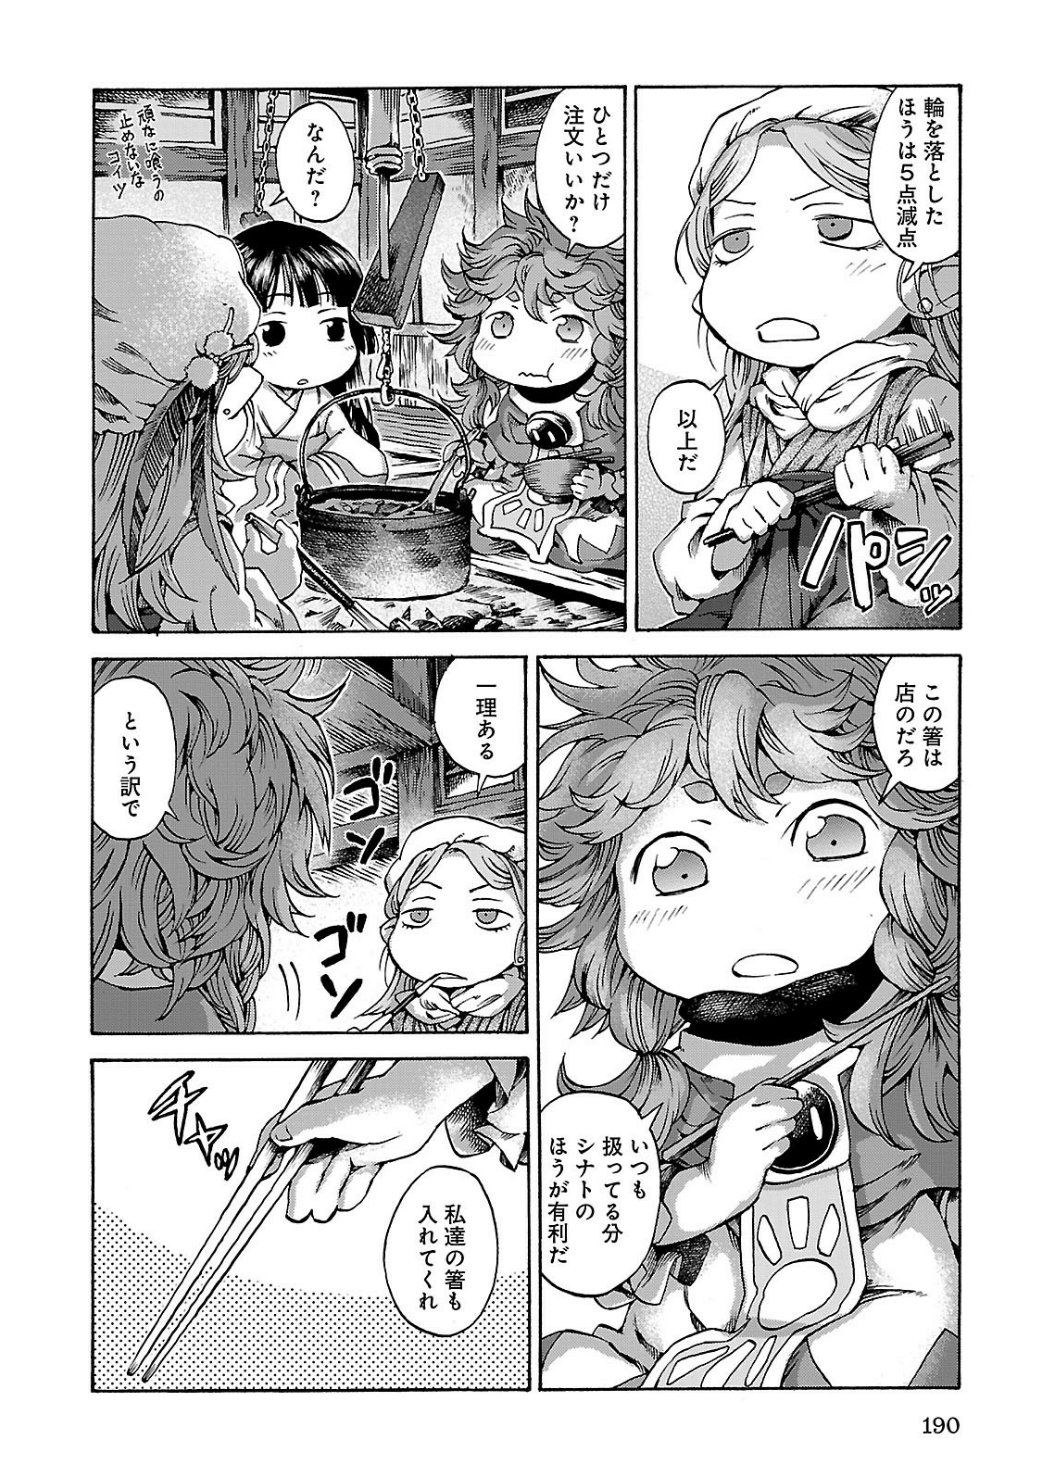 輪を落とした
ほうは5点減点
以上だ
パシッ
ひとつだけ
注文いいか?
なんだ?
頑なに喰うの
止めないな
コイツ
この箸は
店のだろ
いつも
扱ってる分
シナトの
ほうが有利だ
一理ある
ゴソ
ゴソ
という訳で
チャッ
私達の箸も
入れてくれ
190